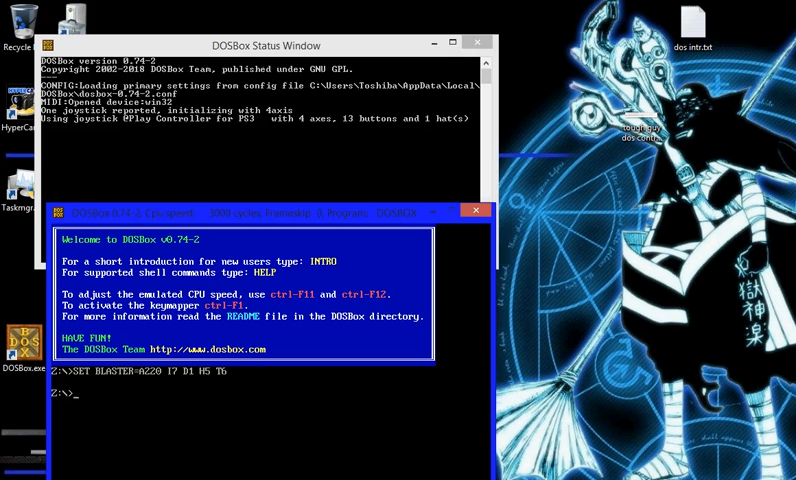 Recycle
HyperCa
Taskmgr.
DOSBox.exe
DOSBox Status Window
DOSBox version 0.74-2
Copyright 2002-2018 DOSBox Team, published under GNU GPL.
---
CONFIG:Loading primary settings from config file C:\Users\Toshiba\AppData\Local\
DOSBox\dosbox-0.74-2.conf
MIDI:Opened device:win32
One joystick reported, initializing with 4axis
Using joystick @Play Controller for PS3 with 4 axes, 13 buttons and 1 hat(s)
DOSBox 0.74-2, Cpu speed: 3000 cycles, Frameskip 0, Program: DOSBOX
Welcome to DOSBox v0.74-2
For a short introduction for new users type: INTRO
For supported shell commands type: HELP
To adjust the emulated CPU speed, use ctrl-F11 and ctrl-F12.
To activate the keymapper ctrl-F1.
For more information read the README file in the DOSBox directory.
HAVE FUN!
The DOSBox Team http://www.dosbox.com
Z:\>SET BLASTER=A220 I7 D1 H5 T6
Z:\>_
dos intr.txt
tough guy
dos contr...
獄
神
楽